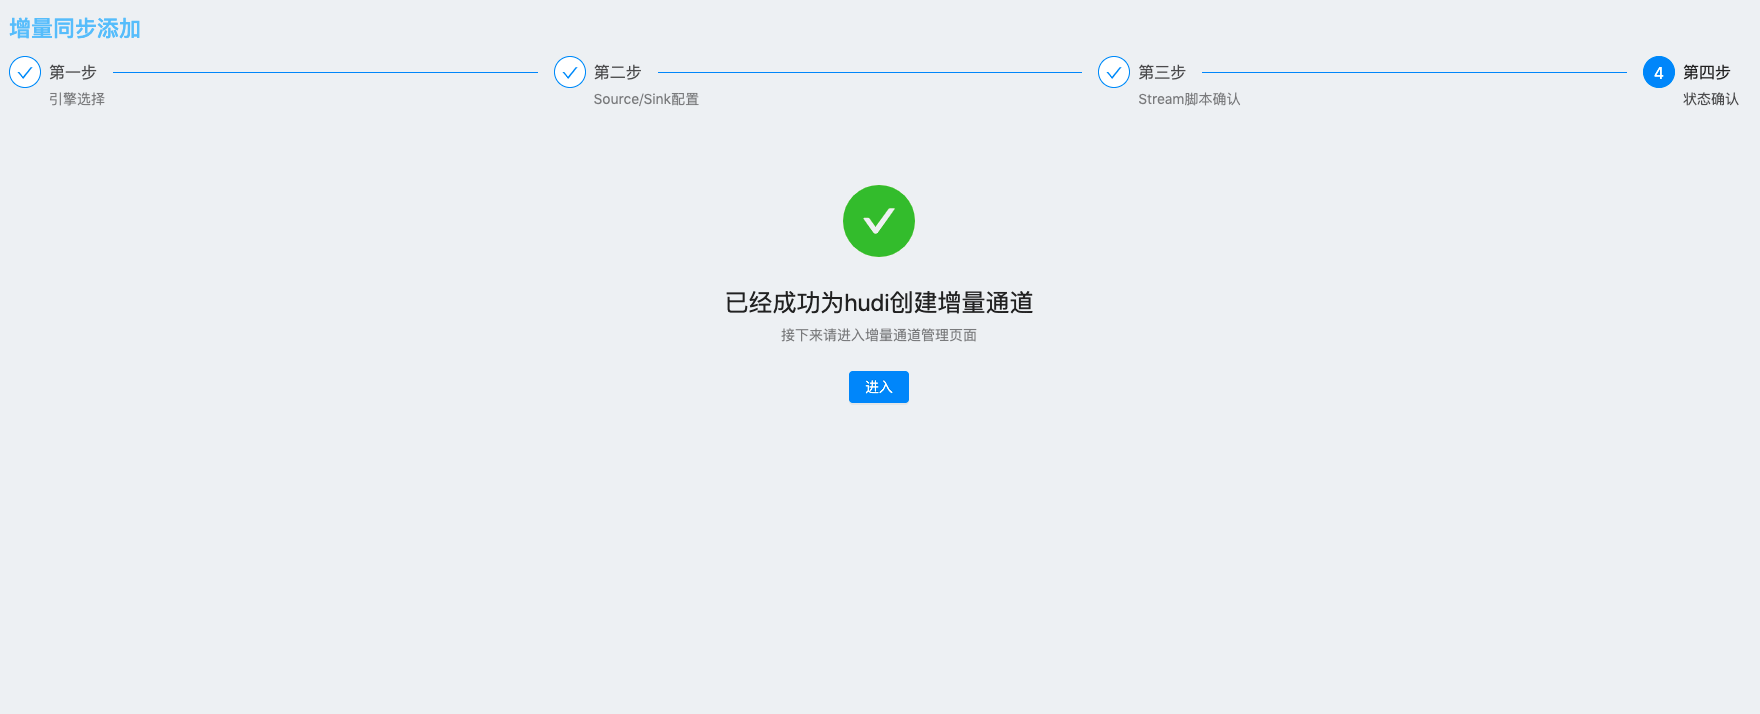 增量同步添加
第一步
引擎选择
第二步
Source/Sink配置
第三步
Stream脚本确认
4 第四步
状态确认
已经成功为hudi创建增量通道
接下来请进入增量通道管理页面
进入